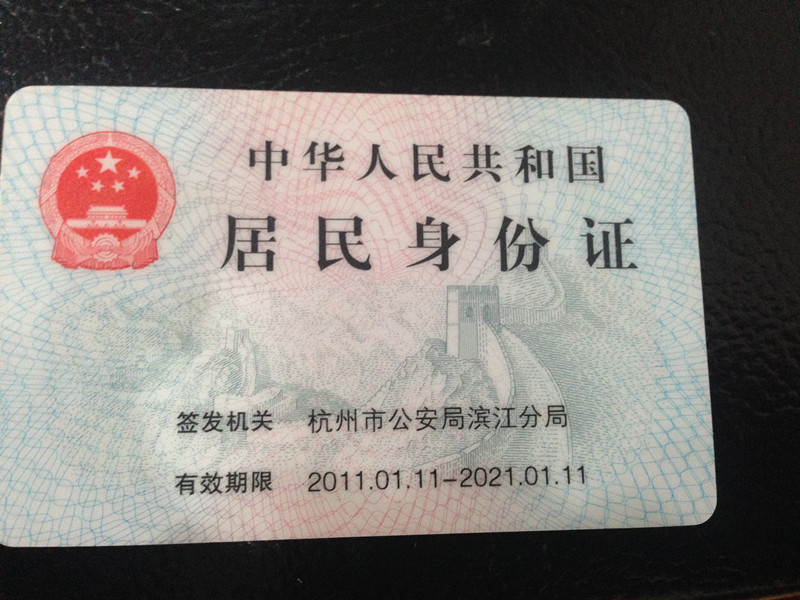 中华人民共和国
居民身份证
签发机关 杭州市公安局滨江分局
有效期限 2011.01.11-2021.01.11